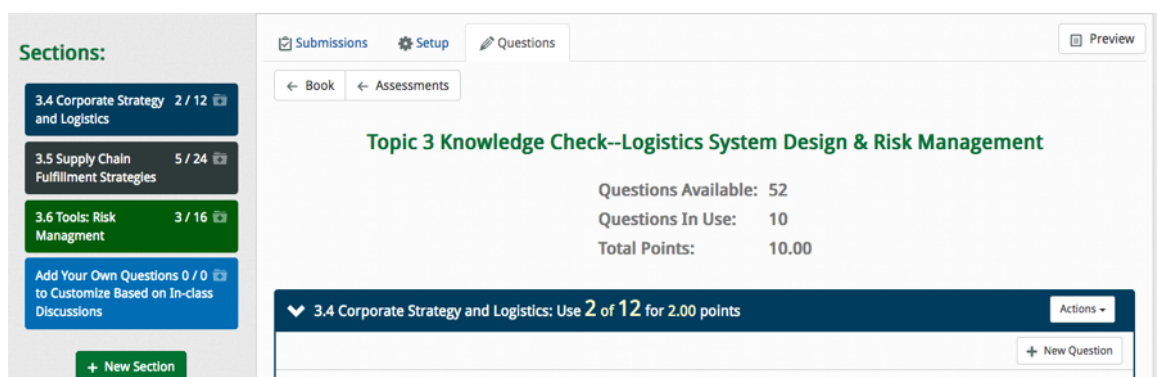 Sections:
3.4 Corporate Strategy 2 / 12
and Logistics
3.5 Supply Chain 5 / 24
Fulfillment Strategies
3.6 Tools: Risk 3 / 16
Managment
Add Your Own Questions 0 / 0
to Customize Based on In-class
Discussions
+ New Section
Submissions Setup Questions
Preview
← Book ← Assessments
Topic 3 Knowledge Check--Logistics System Design & Risk Management
Questions Available: 52
Questions In Use: 10
Total Points: 10.00
3.4 Corporate Strategy and Logistics: Use 2 of 12 for 2.00 points
Actions
+ New Question